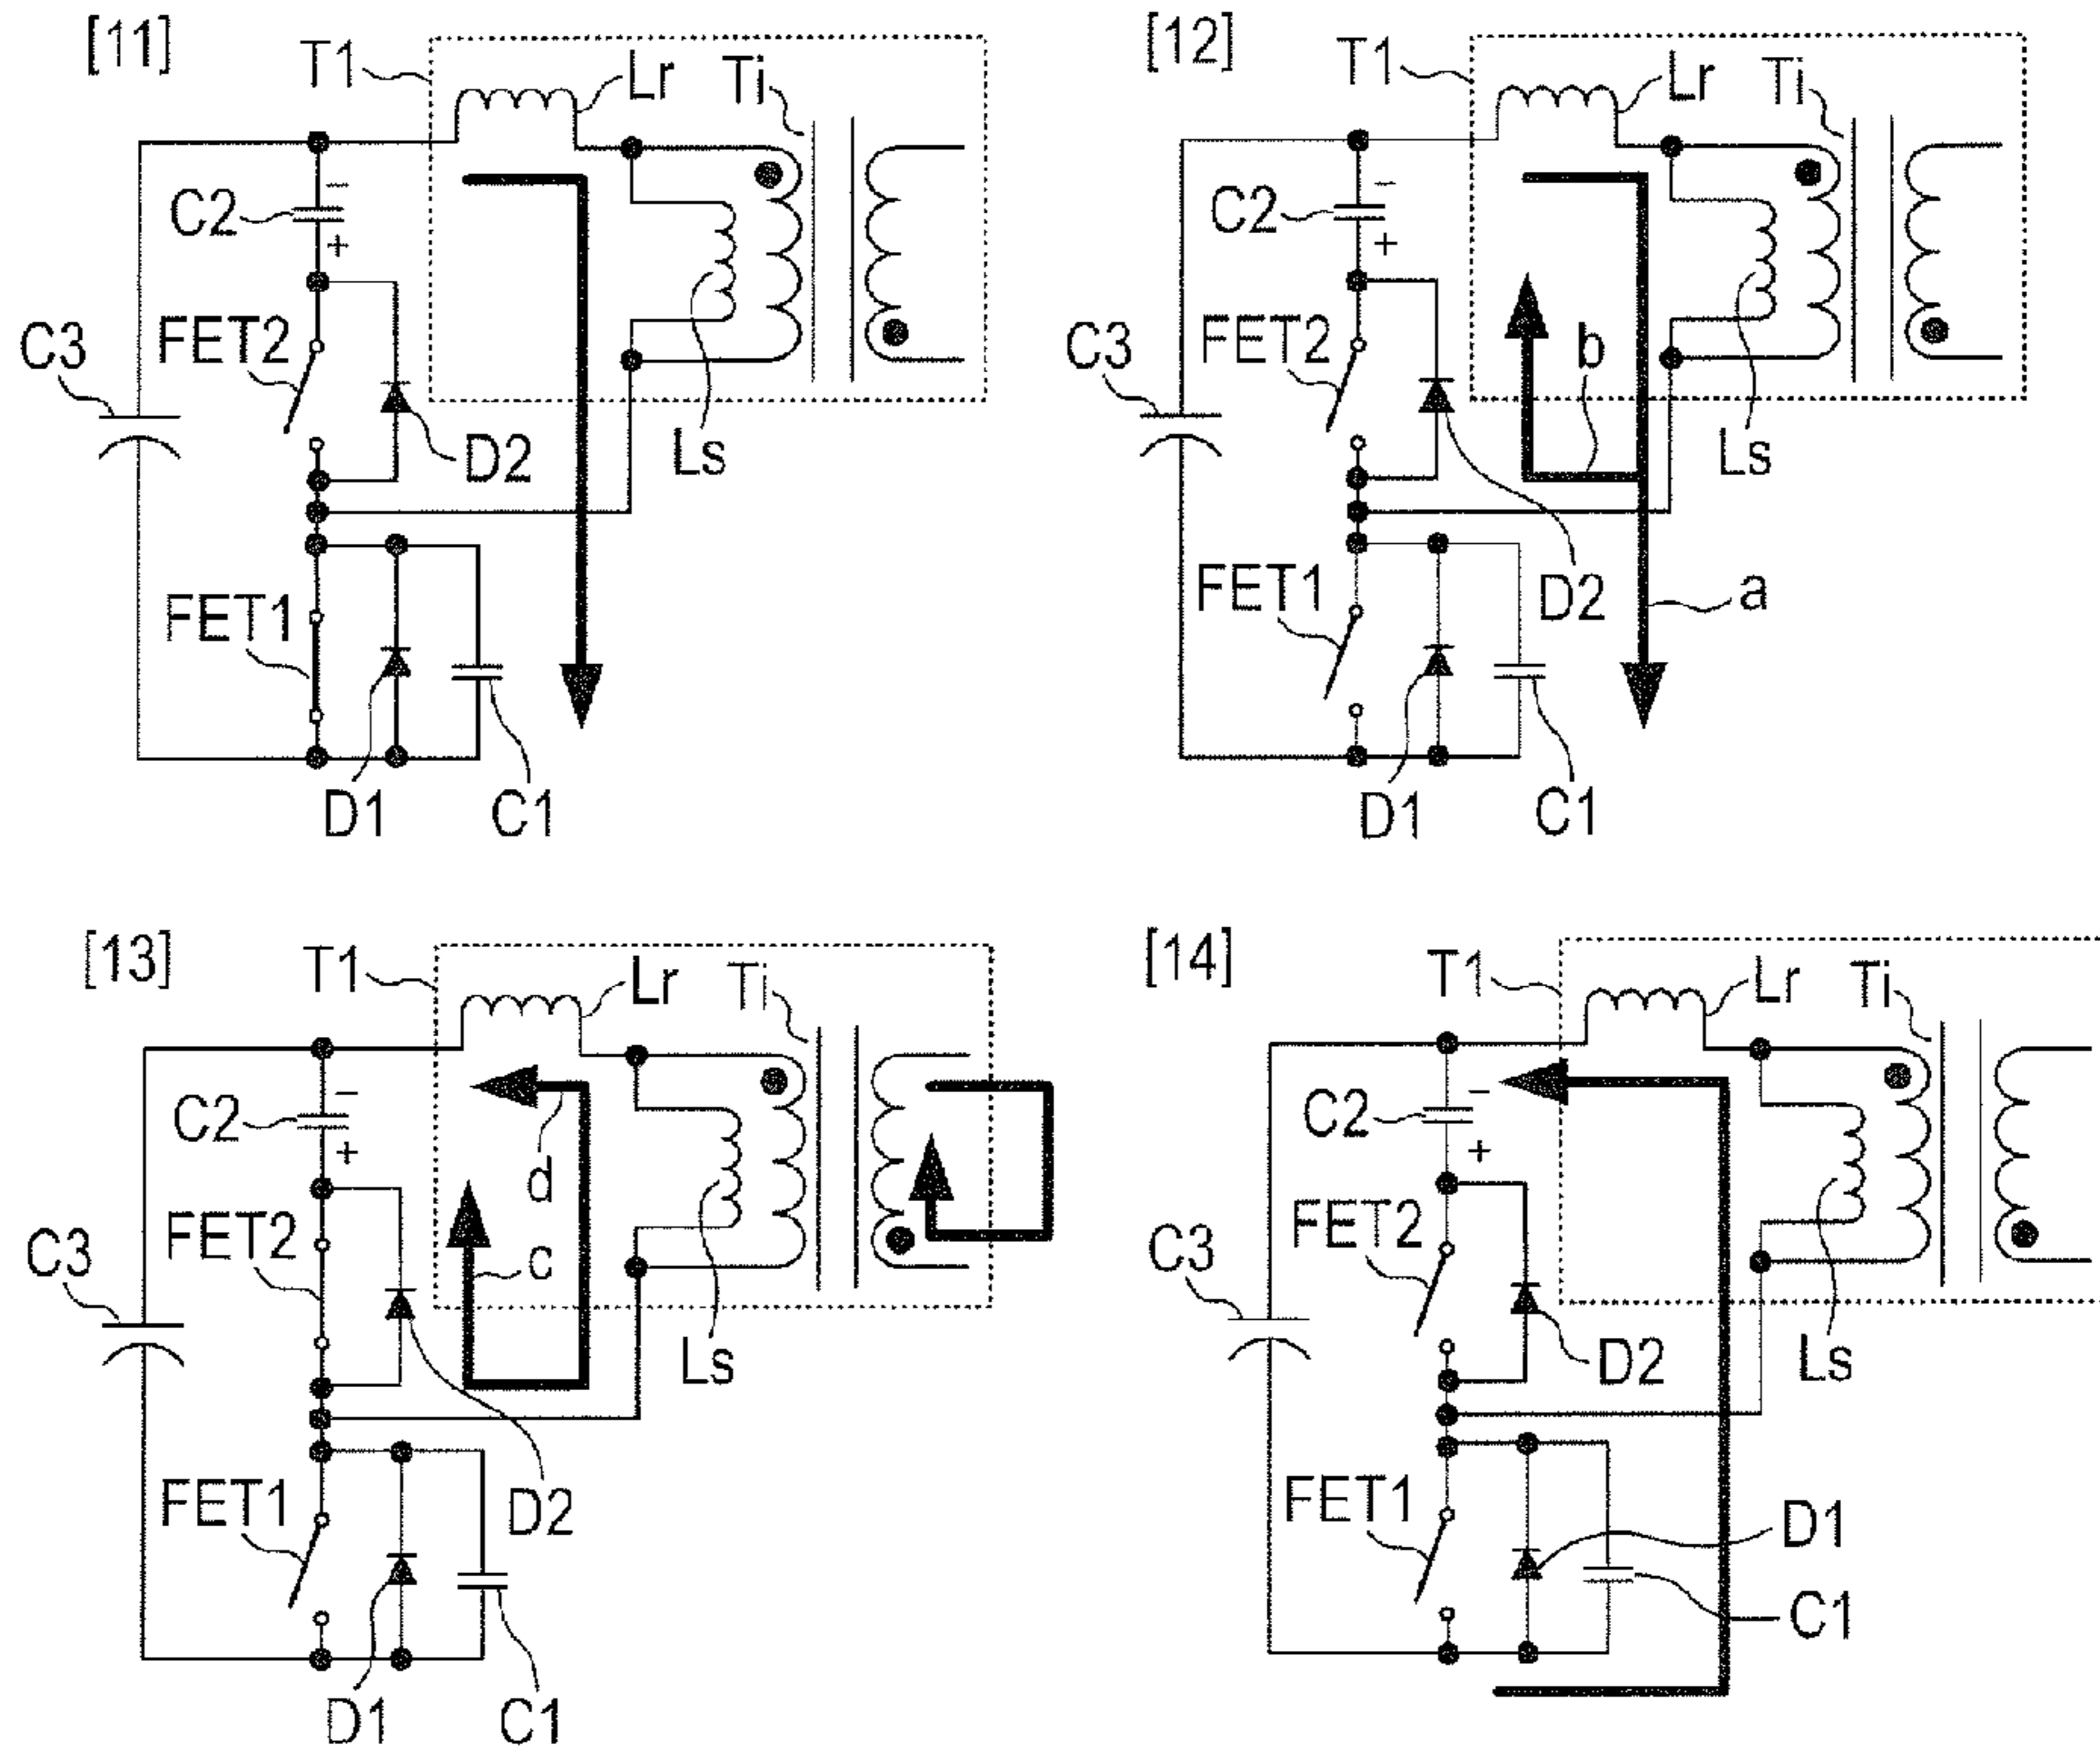 [11]
T1
Lr
Ti
C2
−
+
FET2
C3
D2
Ls
FET1
D1
C1
[12]
T1
Lr
Ti
C2
−
+
FET2
C3
b
Ls
FET1
D2
a
D1
C1
[13]
T1
Lr
Ti
C2
−
+
d
FET2
C3
c
Ls
FET1
D2
D1
C1
[14]
T1
Lr
Ti
C2
−
+
FET2
C3
D2
Ls
FET1
D1
C1